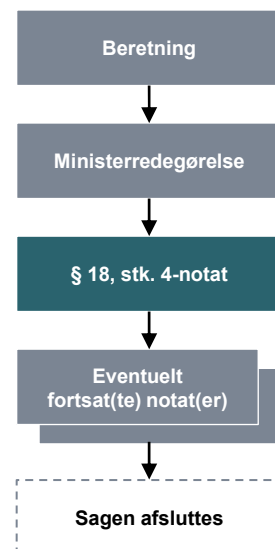 Beretning
Ministerredegørelse
§ 18, stk. 4-notat
Eventuelt
fortsat(te) notat(er)
Sagen afsluttes